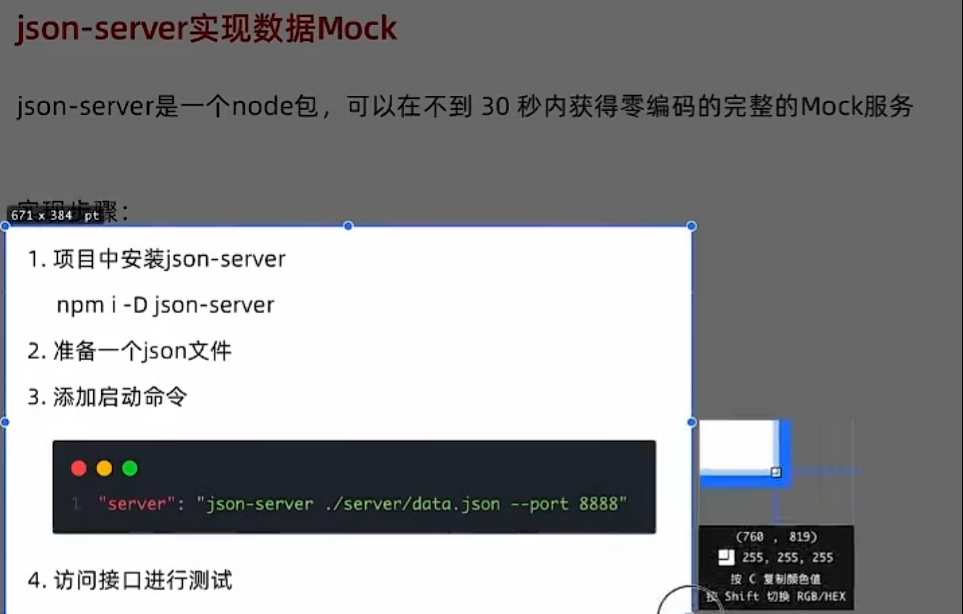 json-server实现数据Mock
json-server是一个node包，可以在不到 30 秒内获得零编码的完整的Mock服务
实现步骤：
671 x 384 pt
1. 项目中安装json-server
npm i -D json-server
2. 准备一个json文件
3. 添加启动命令
1 "server": "json-server ./server/data.json --port 8888"
4. 访问接口进行测试
(760 , 819)
255, 255, 255
按 C 复制颜色值
按 Shift 切换 RGB/HEX